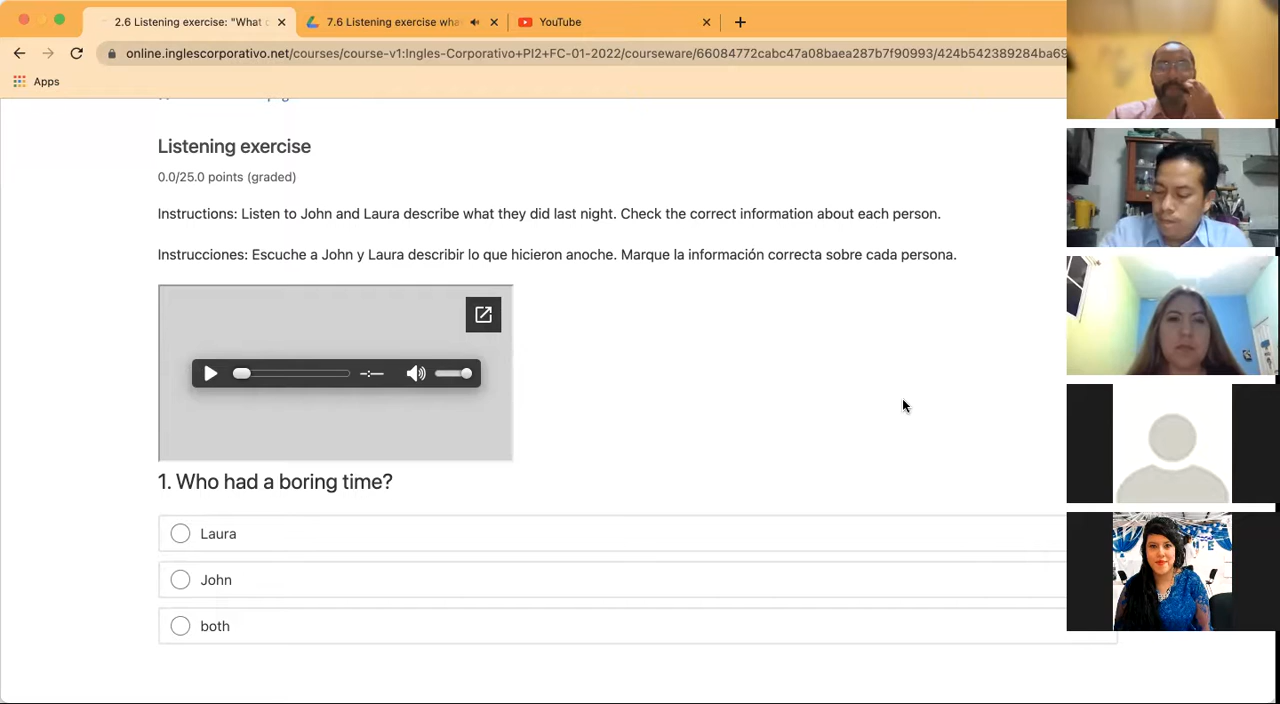 2.6 Listening exercise: "What
7.6 Listening exercise wha
YouTube
online.inglescorporativo.net/courses/course-v1:Ingles-Corporativo+PI2+FC-01-2022/courseware/66084772cabc47a08baea287b7f90993/424b542389284ba69
Apps
Listening exercise
0.0/25.0 points (graded)
Instructions: Listen to John and Laura describe what they did last night. Check the correct information about each person.
Instrucciones: Escuche a John y Laura describir lo que hicieron anoche. Marque la información correcta sobre cada persona.
-:--
1. Who had a boring time?
Laura
John
both